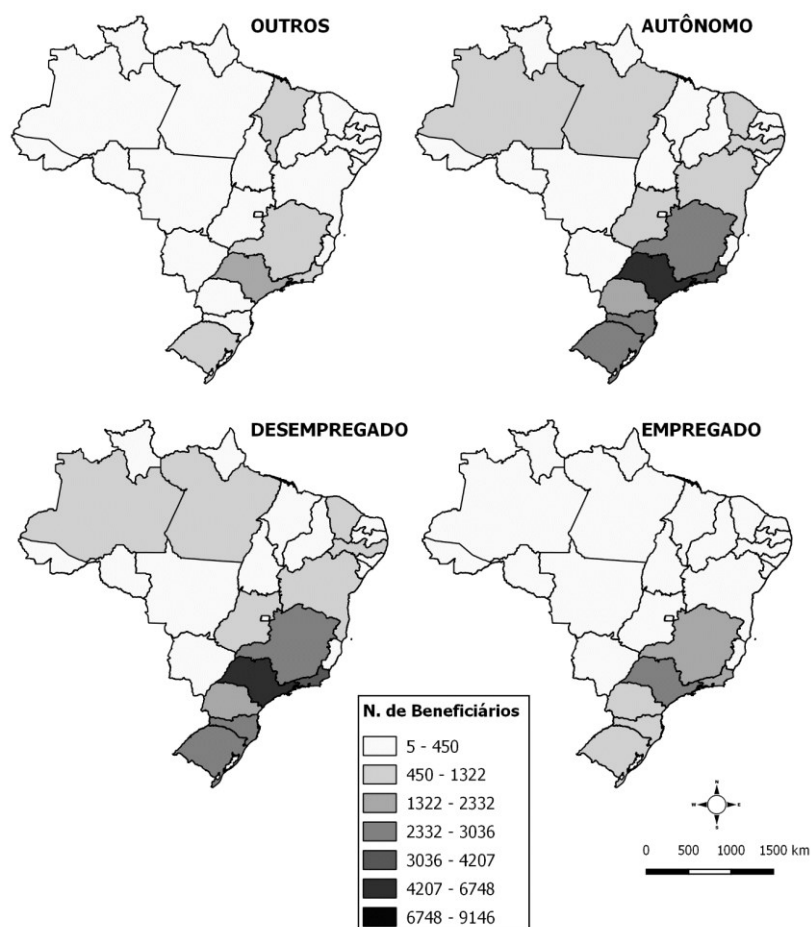 OUTROS
AUTÔNOMO
DESEMPREGADO
EMPREGADO
N. de Beneficiários
5 - 450
450 - 1322
1322 - 2332
2332 - 3036
3036 - 4207
4207 - 6748
6748 - 9146
N
W E
S
0 500 1000 1500 km